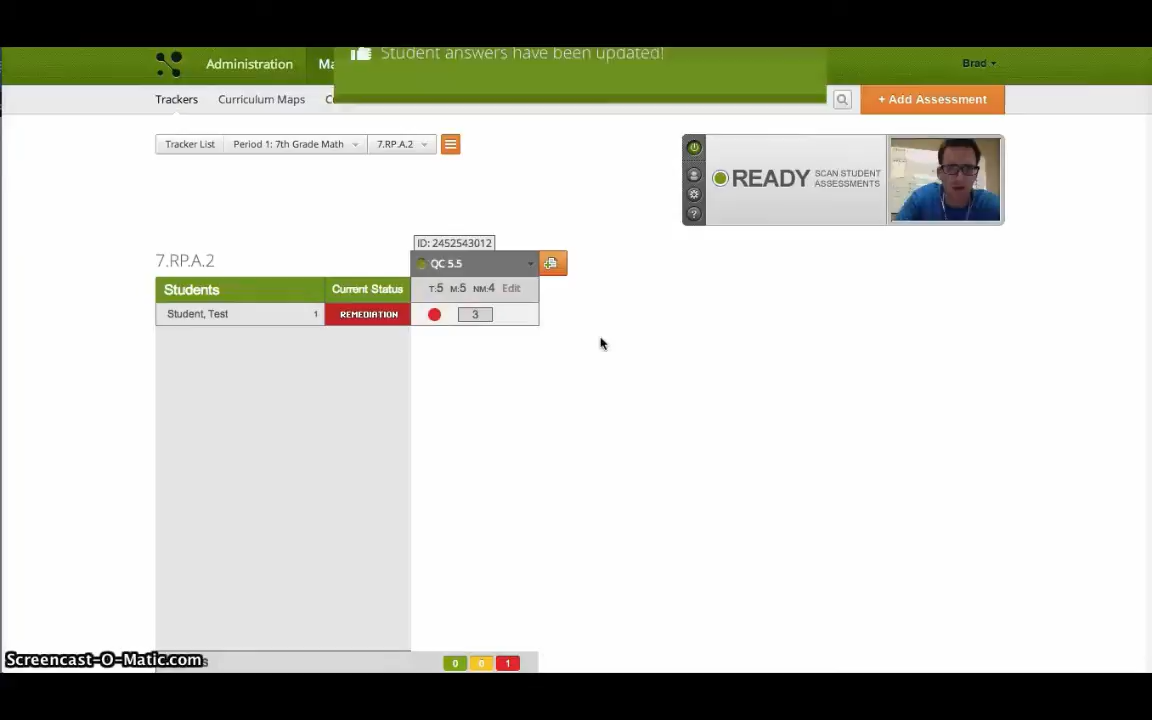 Student answers have been updated!
Administration
Ma
Brad
Trackers
Curriculum Maps
C
+ Add Assessment
Tracker List
Period 1: 7th Grade Math
7.RP.A.2
READY
SCAN STUDENT
ASSESSMENTS
?
ID: 2452543012
7.RP.A.2
QC 5.5
Students
Current Status
T:5 M:5 NM:4 Edit
Student, Test
1
REMEDIATION
3
Screencast-O-Matic.com
0
0
1